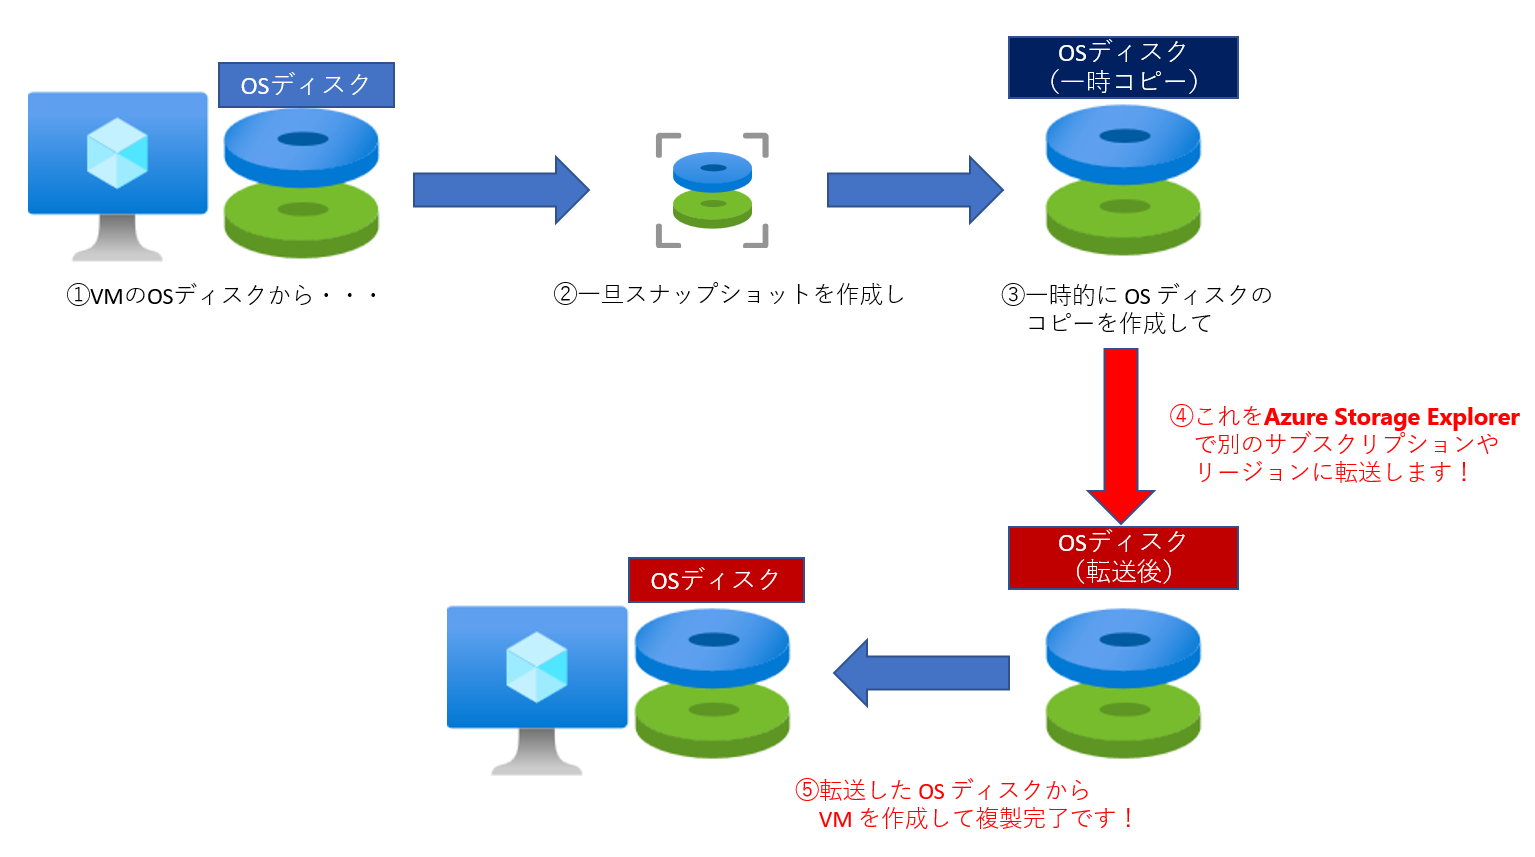 OSディスク
①VMのOSディスクから・・・
②一旦スナップショットを作成し
OSディスク
（一時コピー）
③一時的に OS ディスクの
コピーを作成して
④これをAzure Storage Explorer
で別のサブスクリプションや
リージョンに転送します！
OSディスク
（転送後）
OSディスク
⑤転送した OS ディスクから
VM を作成して複製完了です！